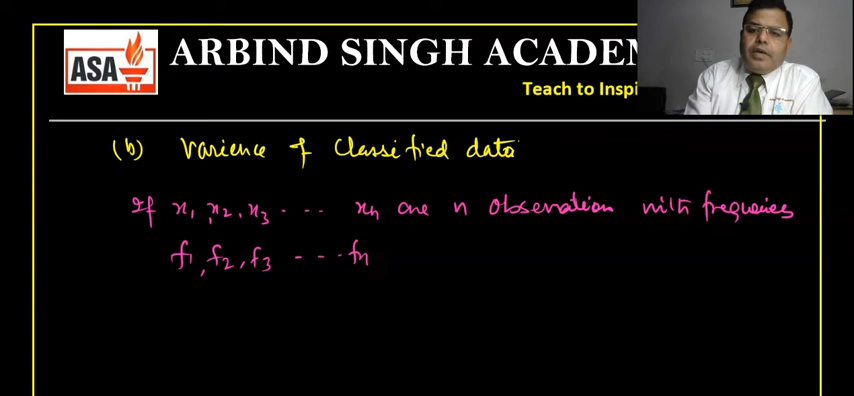 ASA
ARBIND SINGH ACADEM
Teach to Inspi
(b) Varience of Classified data
If x1, x2, x3 ... ... xn are n observation with frequencies
f1, f2, f3 - - - . fn